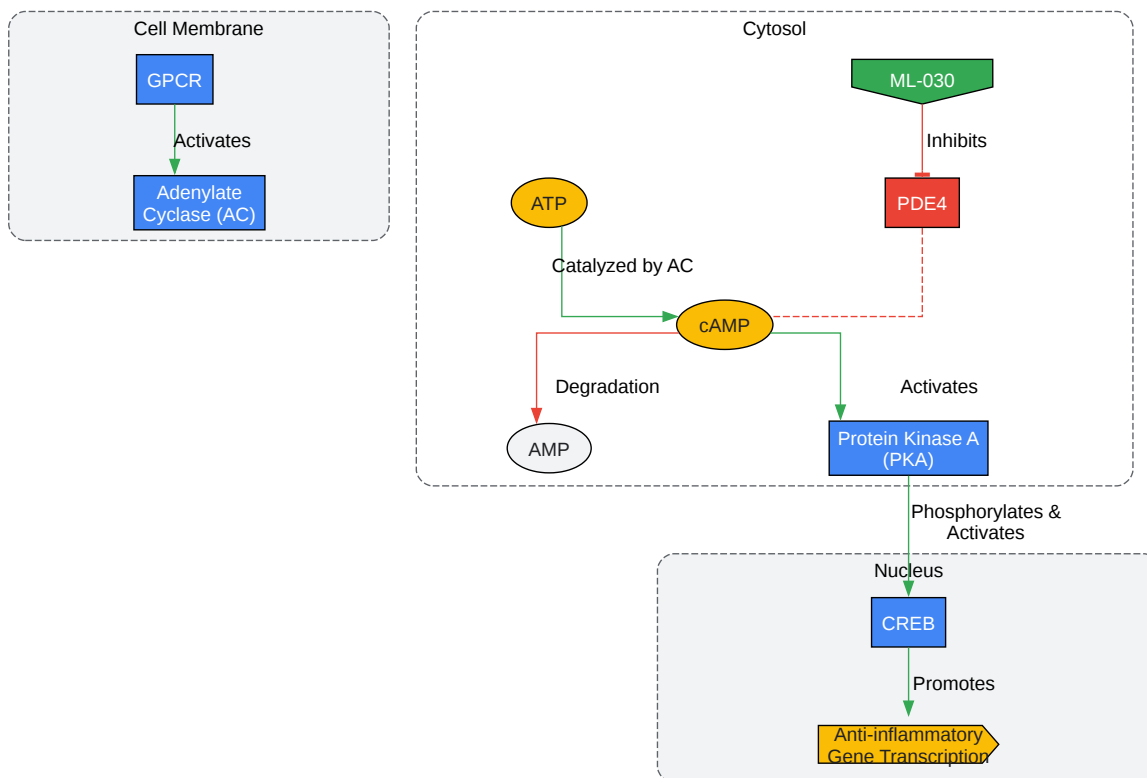 Cell Membrane
GPCR
Activates
Adenylate
Cyclase (AC)
Cytosol
ML-030
Inhibits
PDE4
ATP
Catalyzed by AC
cAMP
Degradation
Activates
AMP
Protein Kinase A
(PKA)
Phosphorylates &
Activates
Nucleus
CREB
Promotes
Anti-inflammatory
Gene Transcription